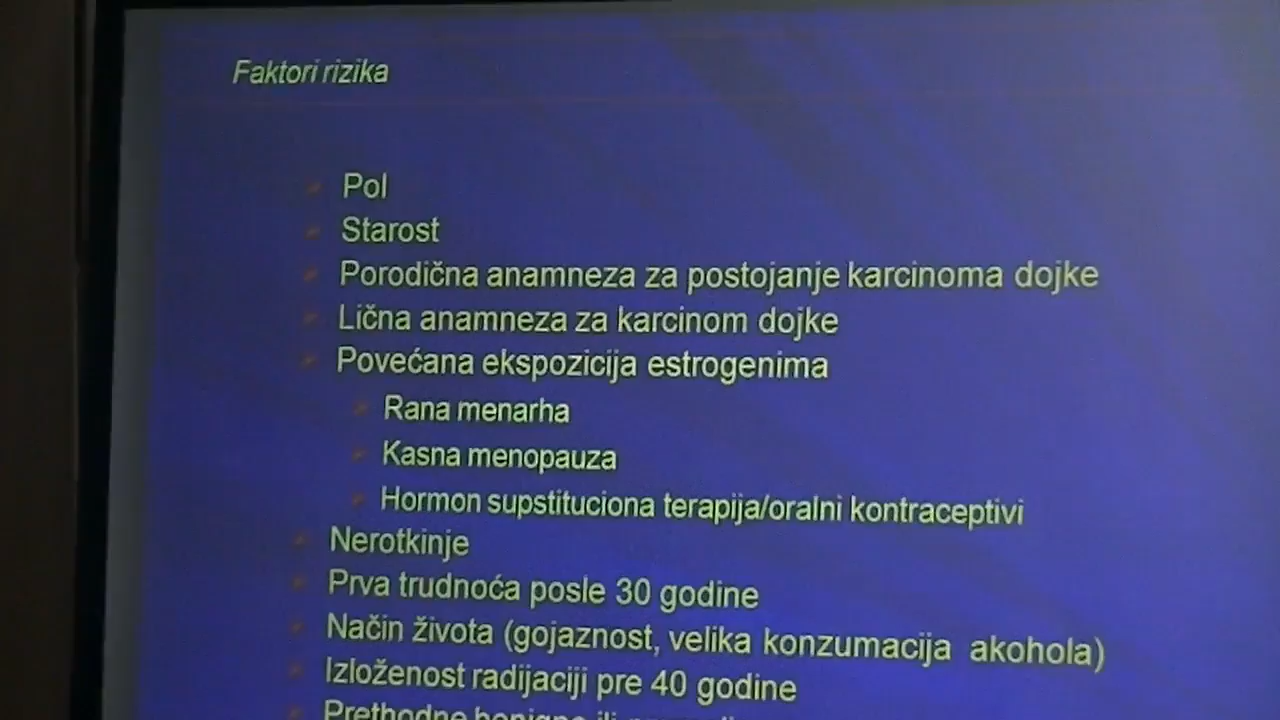 Faktori rizika
Pol
Starost
Porodična anamneza za postojanje karcinoma dojke
Lična anamneza za karcinom dojke
Povećana ekspozicija estrogenima
Rana menarha
Kasna menopauza
Hormon supstituciona terapija/oralni kontraceptivi
Nerotkinje
Prva trudnoća posle 30 godine
Način života (gojaznost, velika konzumacija akohola)
Izloženost radijaciji pre 40 godine
Prethodne benigne ili